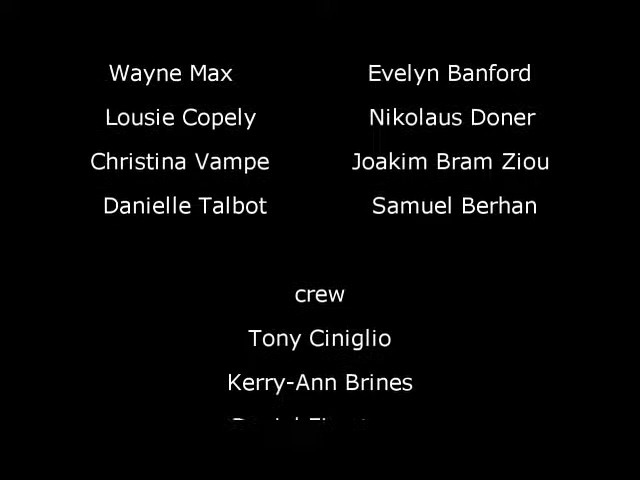 Wayne Max Evelyn Banford
Lousie Copely Nikolaus Doner
Christina Vampe Joakim Bram Ziou
Danielle Talbot Samuel Berhan
crew
Tony Ciniglio
Kerry-Ann Brines